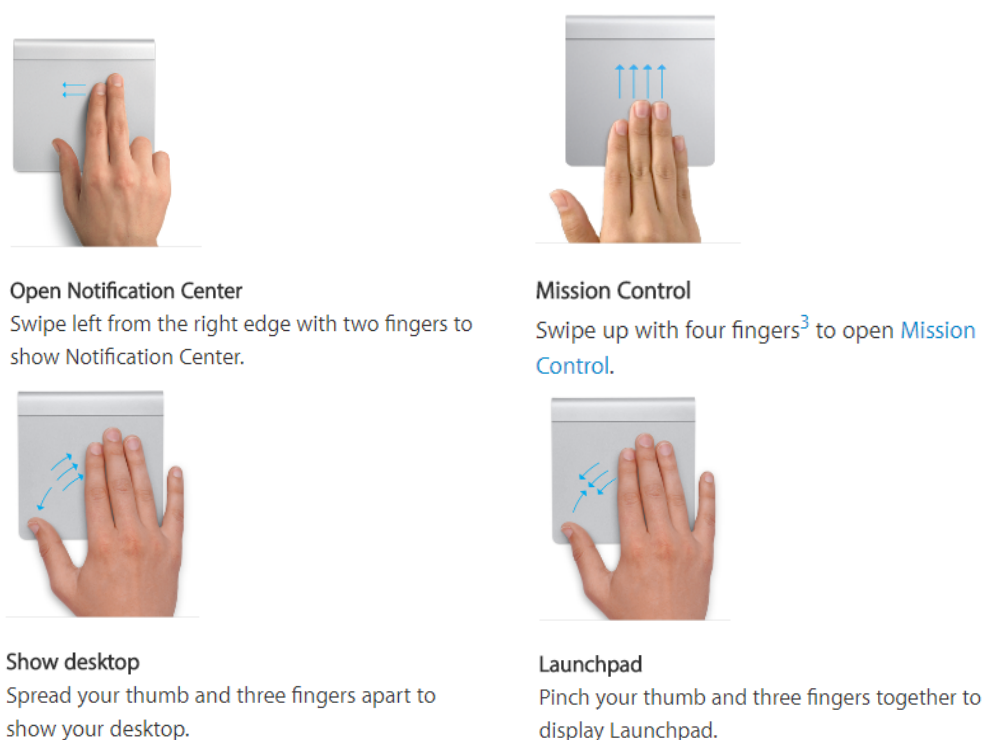 Open Notification Center
Swipe left from the right edge with two fingers to
show Notification Center.
Mission Control
Swipe up with four fingers3 to open Mission
Control.
Show desktop
Spread your thumb and three fingers apart to
show your desktop.
Launchpad
Pinch your thumb and three fingers together to
display Launchpad.